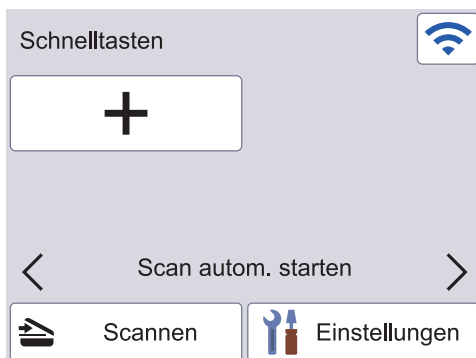 Schnelltasten
Scan autom. starten
Scannen
Einstellungen